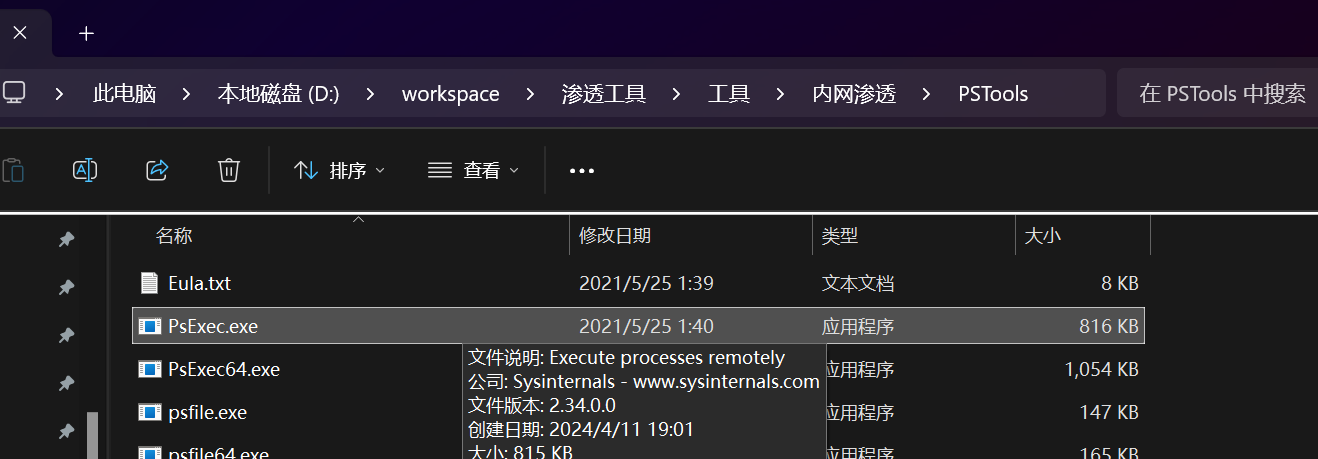 此电脑 > 本地磁盘 (D:) > workspace > 渗透工具 > 工具 > 内网渗透 > PSTools
在 PSTools 中搜索
排序 查看
名称 修改日期 类型 大小
Eula.txt 2021/5/25 1:39 文本文档 8 KB
PsExec.exe 2021/5/25 1:40 应用程序 816 KB
PsExec64.exe 应用程序 1,054 KB
psfile.exe 应用程序 147 KB
psfile64.exe 应用程序 165 KB
文件说明: Execute processes remotely
公司: Sysinternals - www.sysinternals.com
文件版本: 2.34.0.0
创建日期: 2024/4/11 19:01
大小: 815 KB